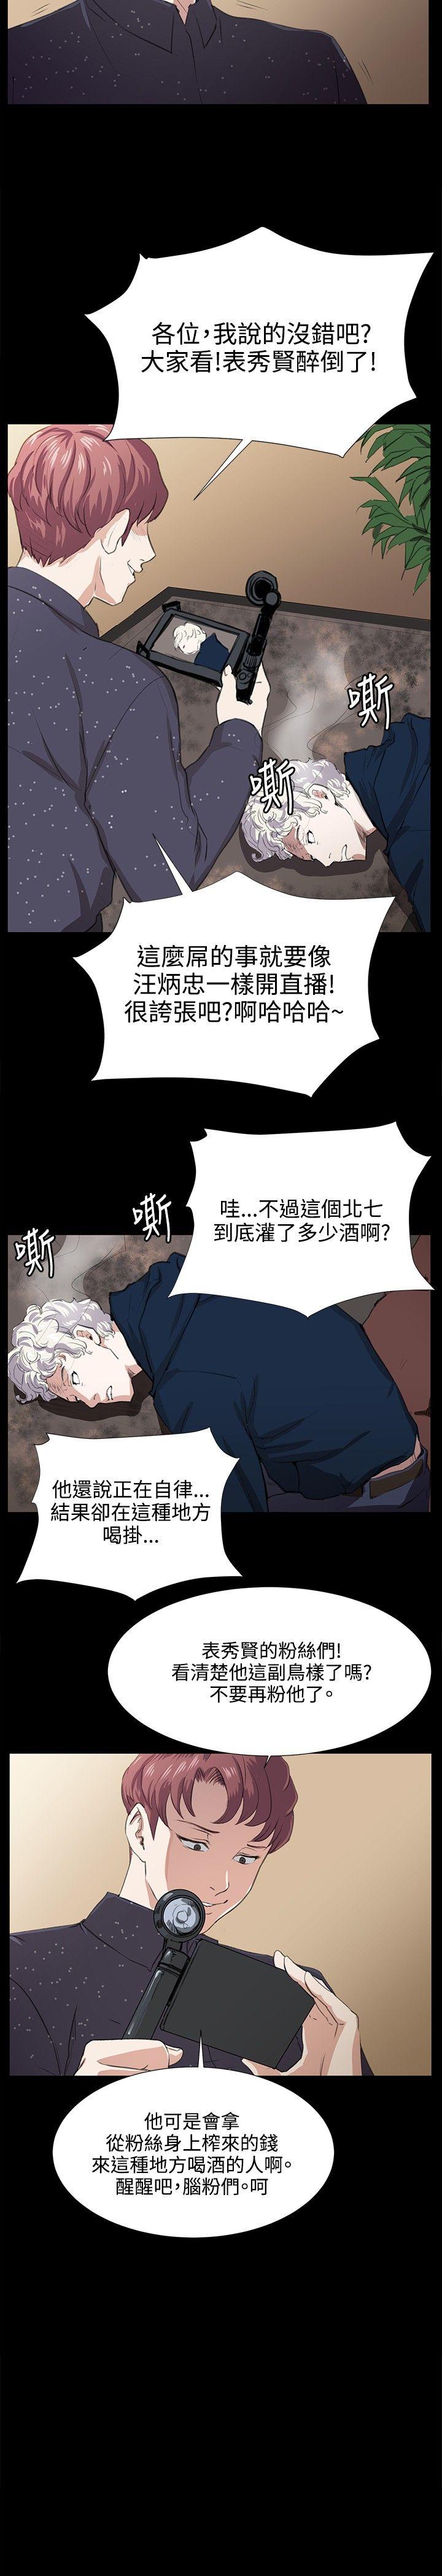 各位，我說的沒錯吧?
大家看!表秀賢醉倒了!
嘶
嘶
這麼屌的事就要像
汪炳忠一樣開直播!
很誇張吧?啊哈哈哈~
哇...不過這個北七
到底灌了多少酒啊?
嘶
嘶
他還說正在自律...
結果卻在這種地方
喝掛...
表秀賢的粉絲們!
看清楚他這副鳥樣了嗎?
不要再粉他了。
他可是會拿
從粉絲身上榨來的錢
來這種地方喝酒的人啊。
醒醒吧，腦粉們。呵